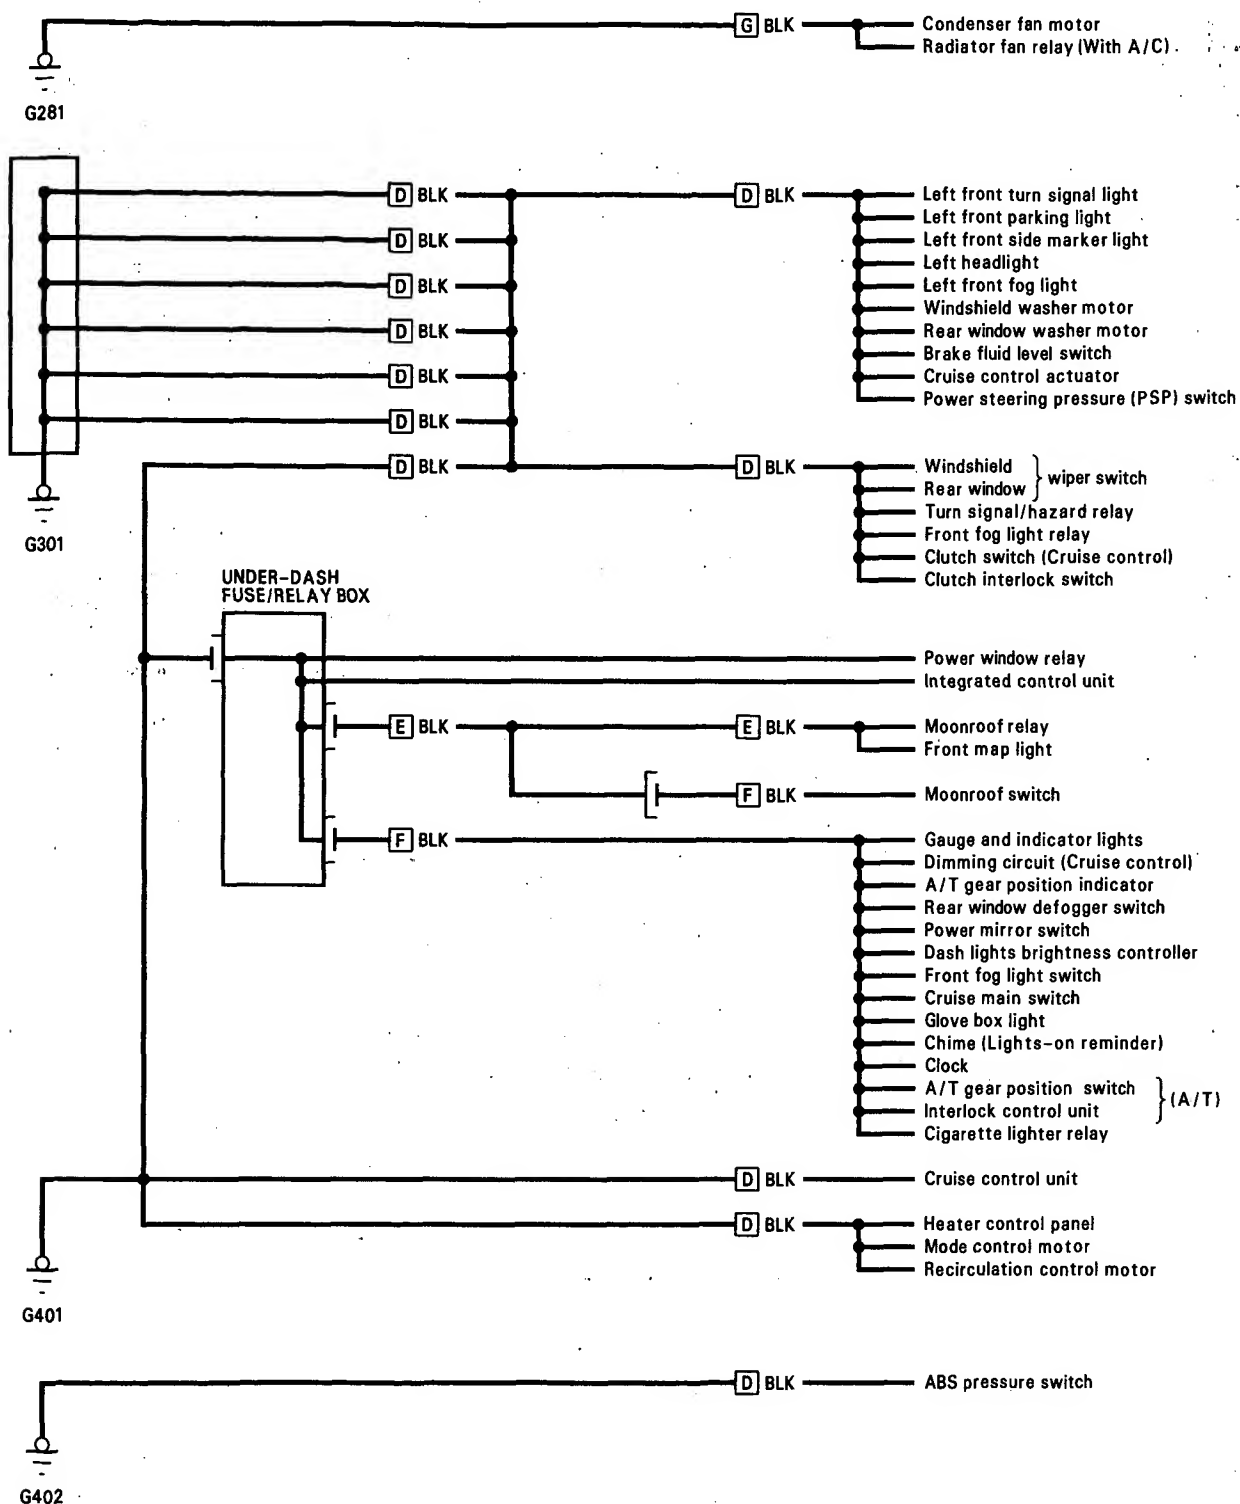 G BLK Condenser fan motor
Radiator fan relay (With A/C)
G281
D BLK D BLK Left front turn signal light
Left front parking light
D BLK Left front side marker light
Left headlight
D BLK Left front fog light
Windshield washer motor
D BLK Rear window washer motor
Brake fluid level switch
D BLK Cruise control actuator
Power steering pressure (PSP) switch
D BLK
D BLK D BLK Windshield
Rear window } wiper switch
Turn signal/hazard relay
Front fog light relay
G301
Clutch switch (Cruise control)
Clutch interlock switch
UNDER-DASH
FUSE/RELAY BOX
Power window relay
Integrated control unit
E BLK E BLK Moonroof relay
Front map light
F BLK Moonroof switch
F BLK Gauge and indicator lights
Dimming circuit (Cruise control)
A/T gear position indicator
Rear window defogger switch
Power mirror switch
Dash lights brightness controller
Front fog light switch
Cruise main switch
Glove box light
Chime (Lights-on reminder)
Clock
A/T gear position switch
Interlock control unit } (A/T)
Cigarette lighter relay
D BLK Cruise control unit
D BLK Heater control panel
Mode control motor
Recirculation control motor
G401
D BLK ABS pressure switch
G402